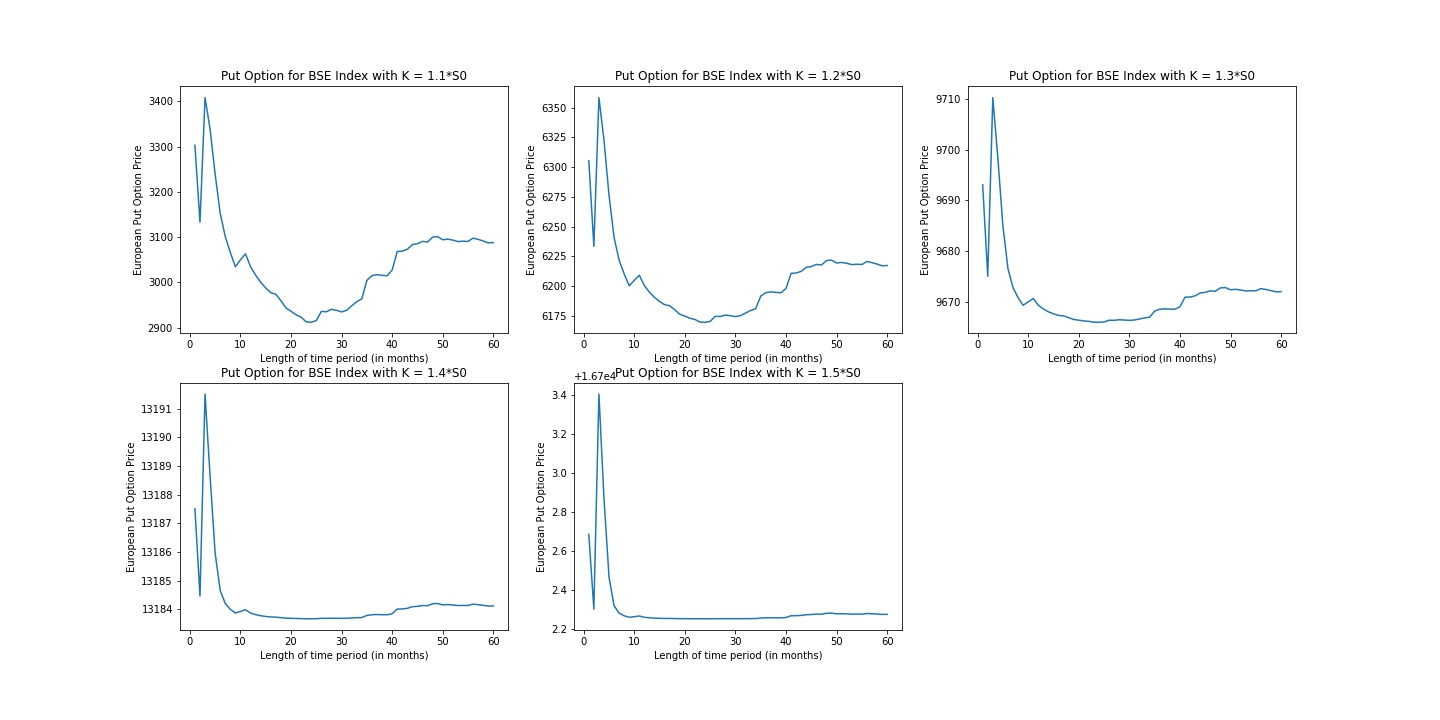 Put Option for BSE Index with K = 1.1*S0
3400
3300
3200
3100
3000
2900
European Put Option Price
0 10 20 30 40 50 60
Length of time period (in months)
Put Option for BSE Index with K = 1.2*S0
6350
6325
6300
6275
6250
6225
6200
6175
European Put Option Price
0 10 20 30 40 50 60
Length of time period (in months)
Put Option for BSE Index with K = 1.3*S0
9710
9700
9690
9680
9670
European Put Option Price
0 10 20 30 40 50 60
Length of time period (in months)
Put Option for BSE Index with K = 1.4*S0
13191
13190
13189
13188
13187
13186
13185
13184
European Put Option Price
0 10 20 30 40 50 60
Length of time period (in months)
Put Option for BSE Index with K = 1.5*S0
+1.67e4
3.4
3.2
3.0
2.8
2.6
2.4
2.2
European Put Option Price
0 10 20 30 40 50 60
Length of time period (in months)